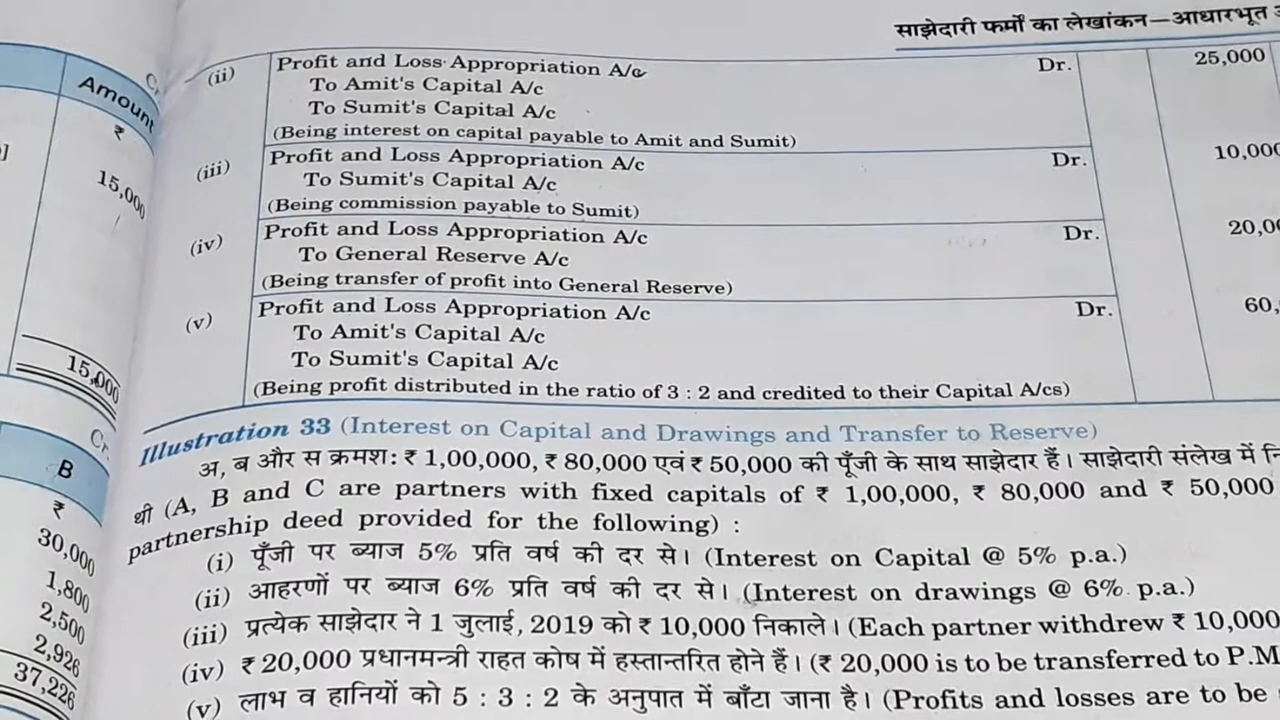 साझेदारी फर्मों का लेखांकन—आधारभूत
Cr.
Amount
₹
15,000
15,000
Cr.
B
₹
30,000
1,800
2,500
2,926
37,226
(ii) Profit and Loss Appropriation A/c Dr. 25,000
To Amit's Capital A/c
To Sumit's Capital A/c
(Being interest on capital payable to Amit and Sumit)
(iii) Profit and Loss Appropriation A/c Dr. 10,000
To Sumit's Capital A/c
(Being commission payable to Sumit)
(iv) Profit and Loss Appropriation A/c Dr. 20,0
To General Reserve A/c
(Being transfer of profit into General Reserve)
(v) Profit and Loss Appropriation A/c Dr. 60,
To Amit's Capital A/c
To Sumit's Capital A/c
(Being profit distributed in the ratio of 3 : 2 and credited to their Capital A/cs)
Illustration 33 (Interest on Capital and Drawings and Transfer to Reserve)
अ, ब और स क्रमश: ₹ 1,00,000, ₹ 80,000 एवं ₹ 50,000 की पूँजी के साथ साझेदार हैं। साझेदारी संलेख में
थी (A, B and C are partners with fixed capitals of ₹ 1,00,000, ₹ 80,000 and ₹ 50,000
partnership deed provided for the following) :
(i) पूँजी पर ब्याज 5% प्रति वर्ष की दर से। (Interest on Capital @ 5% p.a.)
(ii) आहरणों पर ब्याज 6% प्रति वर्ष की दर से। (Interest on drawings @ 6% p.a.)
(iii) प्रत्येक साझेदार ने 1 जुलाई, 2019 को ₹ 10,000 निकाले। (Each partner withdrew ₹ 10,000
(iv) ₹ 20,000 प्रधानमन्त्री राहत कोष में हस्तान्तरित होने हैं। (₹ 20,000 is to be transferred to P.M
(v) लाभ व हानियों को 5 : 3 : 2 के अनुपात में बाँटा जाना है। (Profits and losses are to be